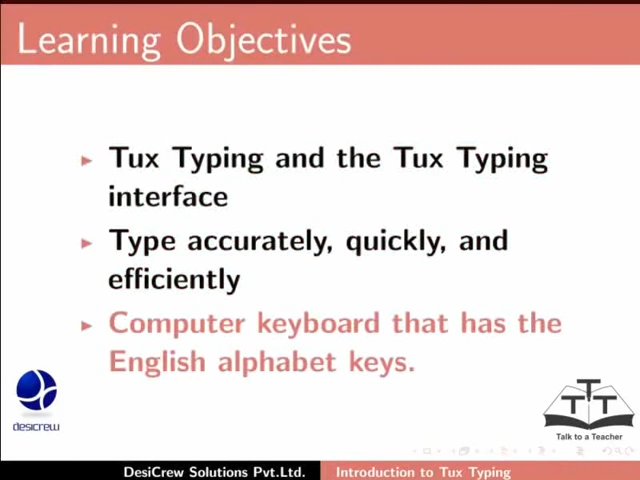 Learning Objectives
Tux Typing and the Tux Typing
interface
Type accurately, quickly, and
efficiently
Computer keyboard that has the
English alphabet keys.
desicrew
TTT
Talk to a Teacher
DesiCrew Solutions Pvt.Ltd. Introduction to Tux Typing